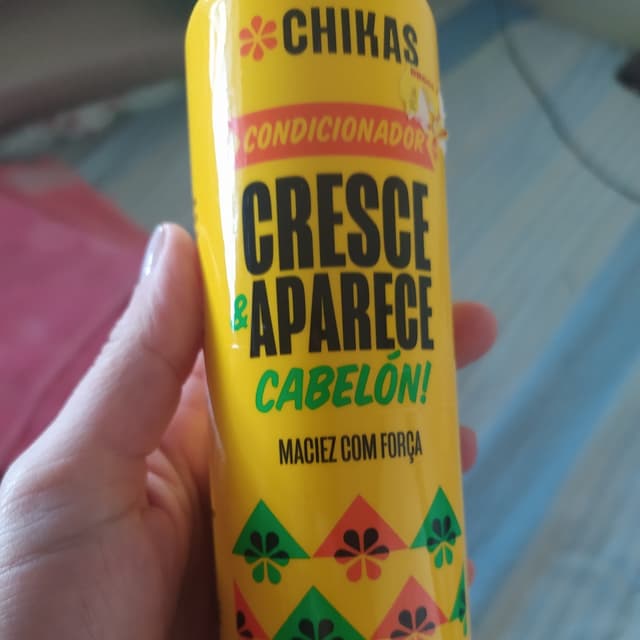 CHIKAS
CONDICIONADOR
CRESCE
& APARECE
CABELÓN!
MACIEZ COM FORÇA